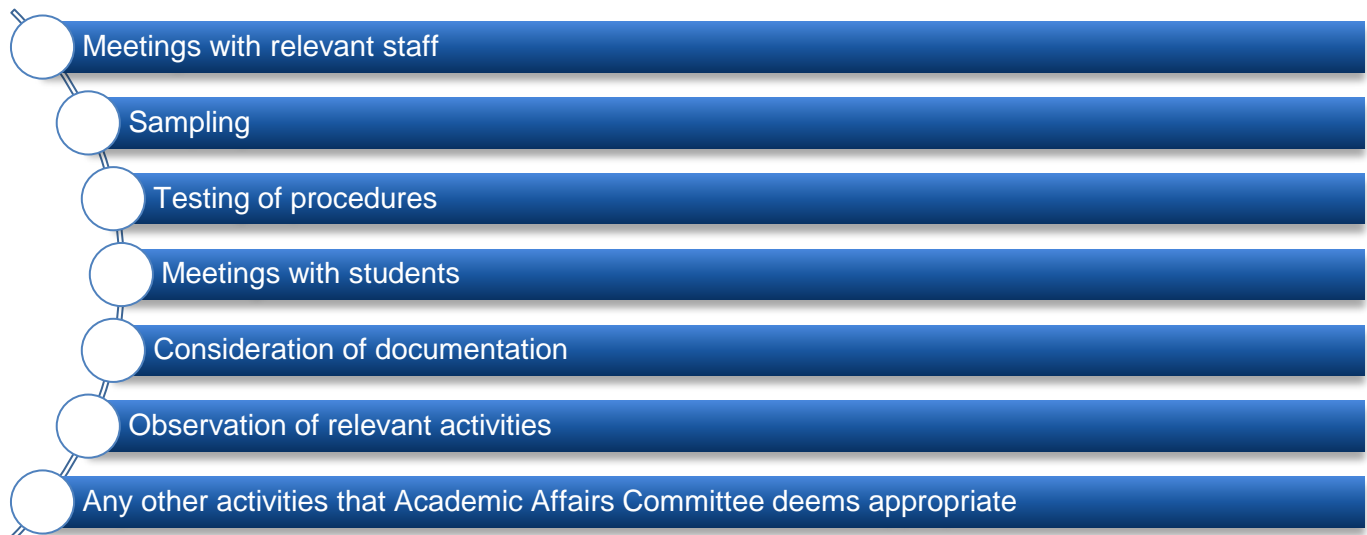 Meetings with relevant staff
Sampling
Testing of procedures
Meetings with students
Consideration of documentation
Observation of relevant activities
Any other activities that Academic Affairs Committee deems appropriate